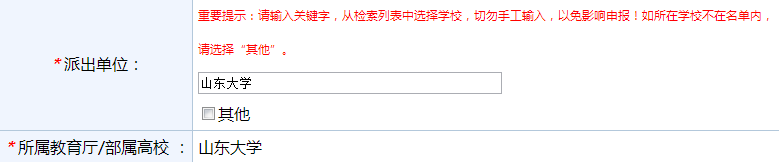 重要提示：请输入关键字，从检索列表中选择学校，切勿手工输入，以免影响申报！如所在学校不在名单内，
请选择“其他”。
*派出单位：
山东大学
其他
*所属教育厅/部属高校 ：
山东大学